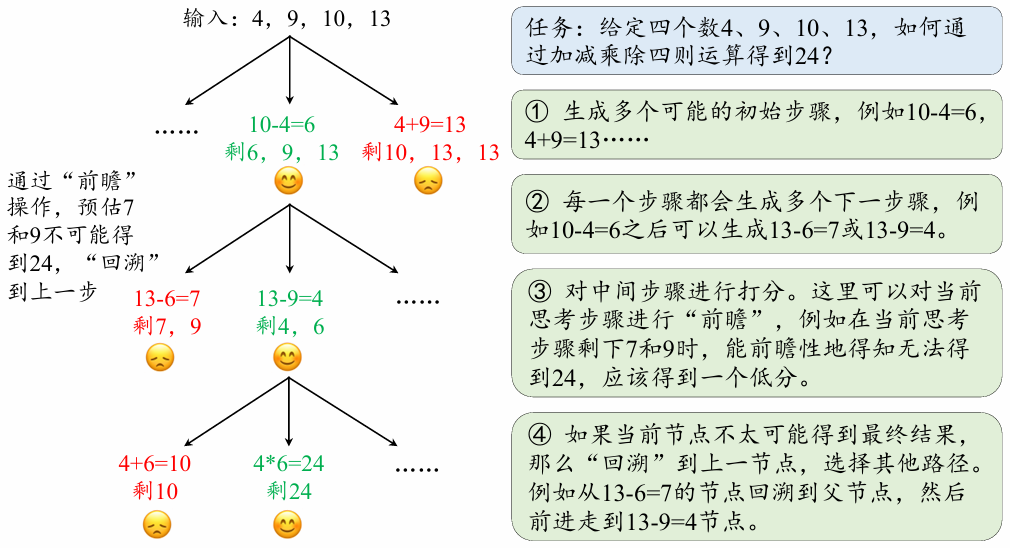 输入：4，9，10，13
……
10-4=6
剩6，9，13
4+9=13
剩10，13，13
通过“前瞻”
操作，预估7
和9不可能得
到24，“回溯”
到上一步
13-6=7
剩7，9
13-9=4
剩4，6
……
4+6=10
剩10
4*6=24
剩24
……
任务：给定四个数4、9、10、13，如何通
过加减乘除四则运算得到24？
① 生成多个可能的初始步骤，例如10-4=6，
4+9=13……
② 每一个步骤都会生成多个下一步骤，例
如10-4=6之后可以生成13-6=7或13-9=4。
③ 对中间步骤进行打分。这里可以对当前
思考步骤进行“前瞻”，例如在当前思考
步骤剩下7和9时，能前瞻性地得知无法得
到24，应该得到一个低分。
④ 如果当前节点不太可能得到最终结果，
那么“回溯”到上一节点，选择其他路径。
例如从13-6=7的节点回溯到父节点，然后
前进走到13-9=4节点。